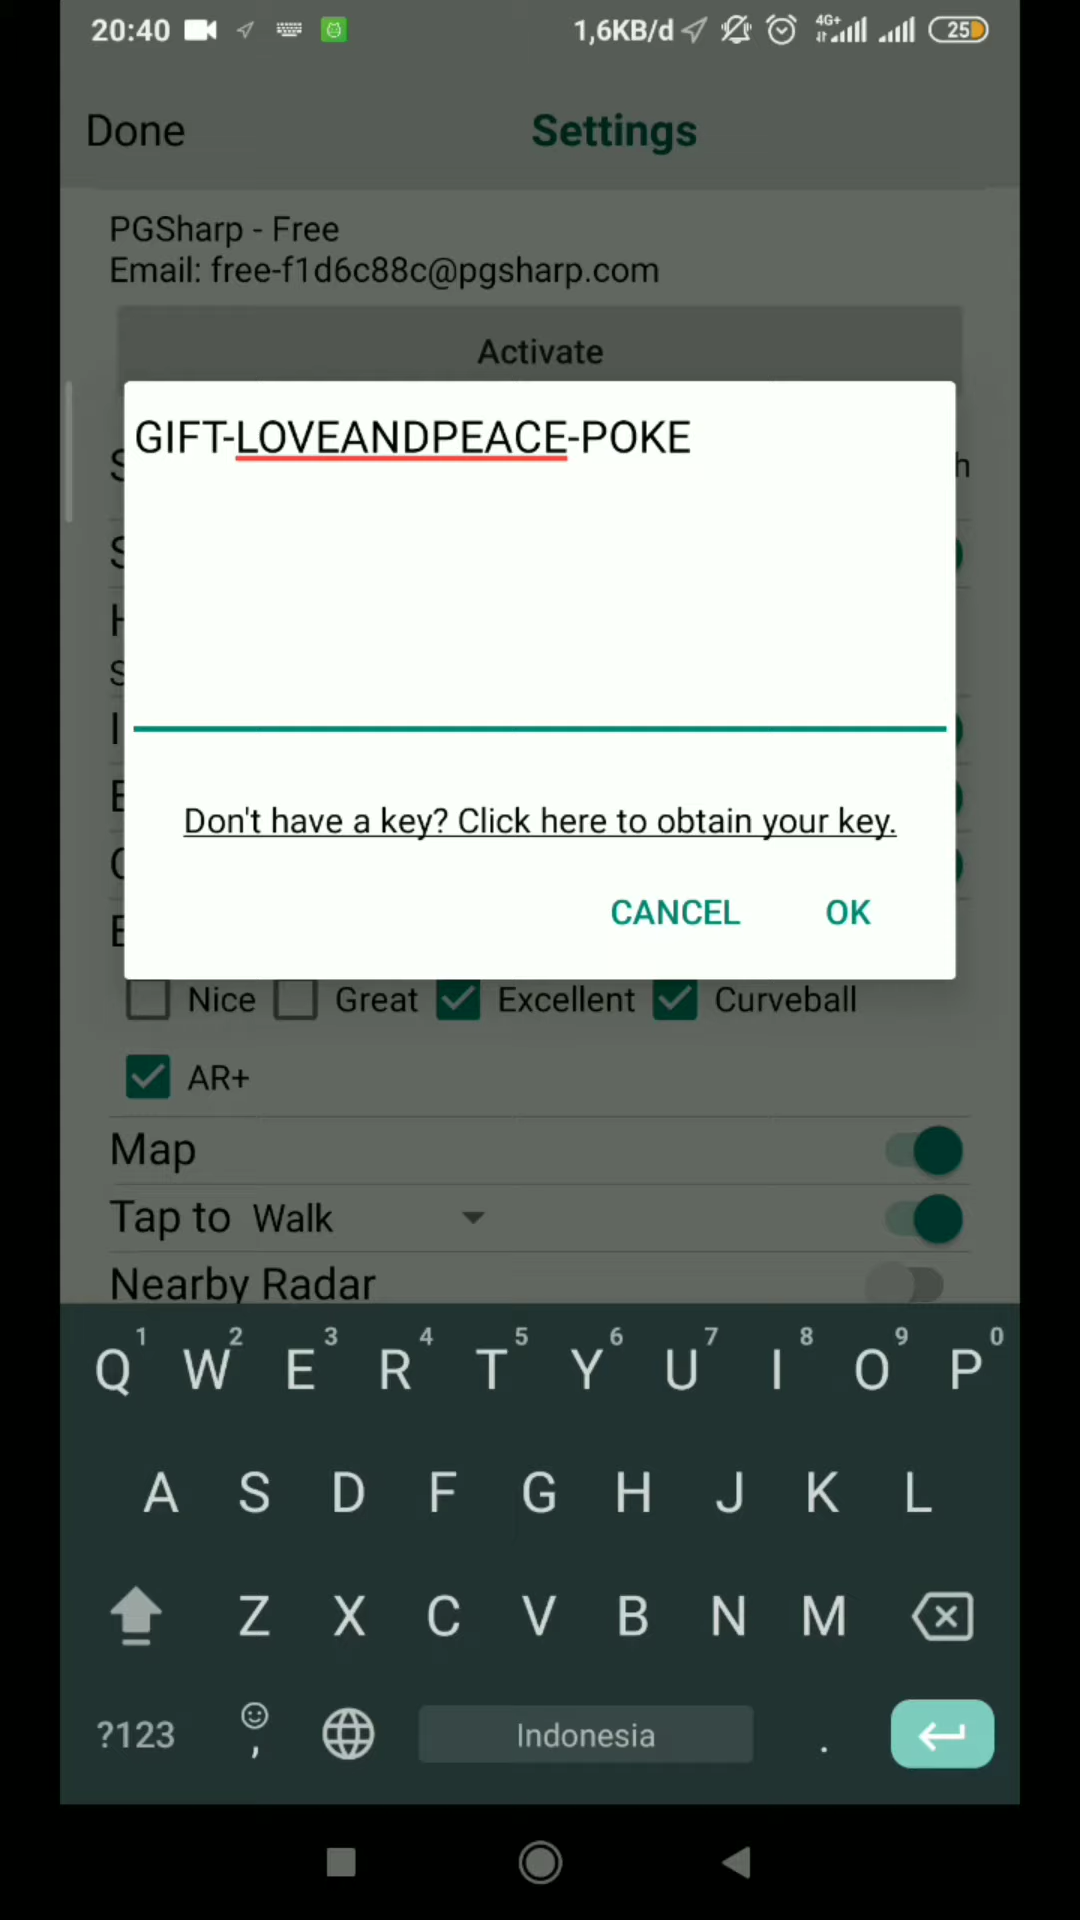 20:40 1,6KB/d 4G+ 25
Done Settings
PGSharp - Free
Email: free-f1d6c88c@pgsharp.com
Activate
GIFT-LOVEANDPEACE-POKE
Don't have a key? Click here to obtain your key.
CANCEL OK
Nice Great Excellent Curveball
AR+
Map
Tap to Walk
Nearby Radar
1 2 3 4 5 6 7 8 9 0
Q W E R T Y U I O P
A S D F G H J K L
Z X C V B N M
?123 , Indonesia .